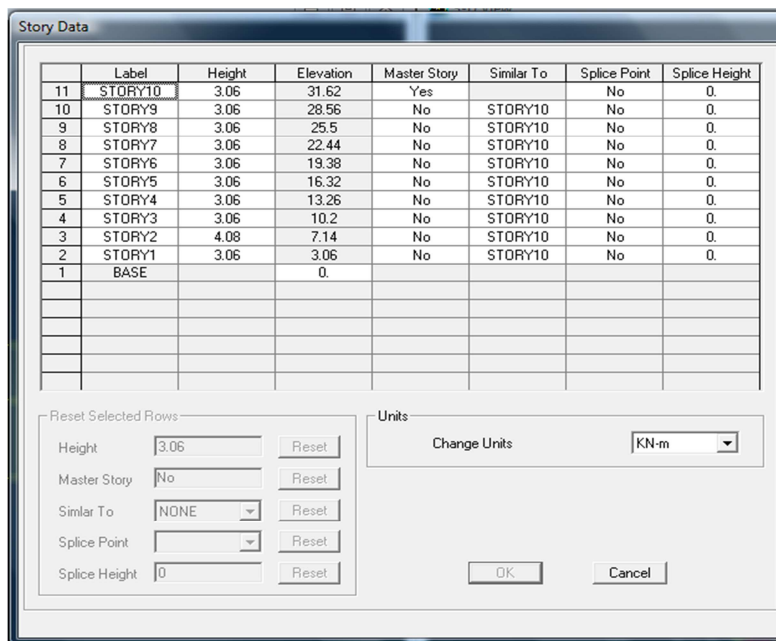 Story Data
Label Height Elevation Master Story Similar To Splice Point Splice Height
11 STORY10 3.06 31.62 Yes No 0.
10 STORY9 3.06 28.56 No STORY10 No 0.
9 STORY8 3.06 25.5 No STORY10 No 0.
8 STORY7 3.06 22.44 No STORY10 No 0.
7 STORY6 3.06 19.38 No STORY10 No 0.
6 STORY5 3.06 16.32 No STORY10 No 0.
5 STORY4 3.06 13.26 No STORY10 No 0.
4 STORY3 3.06 10.2 No STORY10 No 0.
3 STORY2 4.08 7.14 No STORY10 No 0.
2 STORY1 3.06 3.06 No STORY10 No 0.
1 BASE 0.
Reset Selected Rows
Height 3.06 Reset
Master Story No Reset
Simlar To NONE Reset
Splice Point Reset
Splice Height 0 Reset
Units
Change Units KN-m
OK Cancel